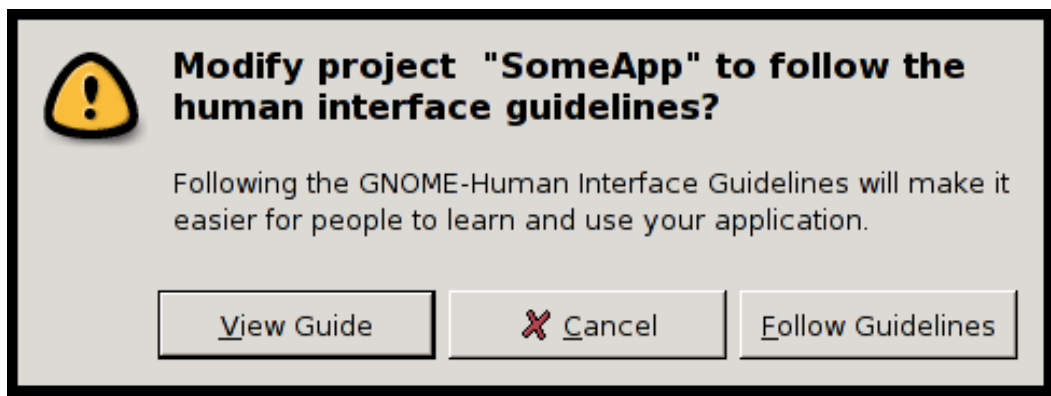 Modify project "SomeApp" to follow the
human interface guidelines?
Following the GNOME-Human Interface Guidelines will make it
easier for people to learn and use your application.
View Guide
Cancel
Follow Guidelines